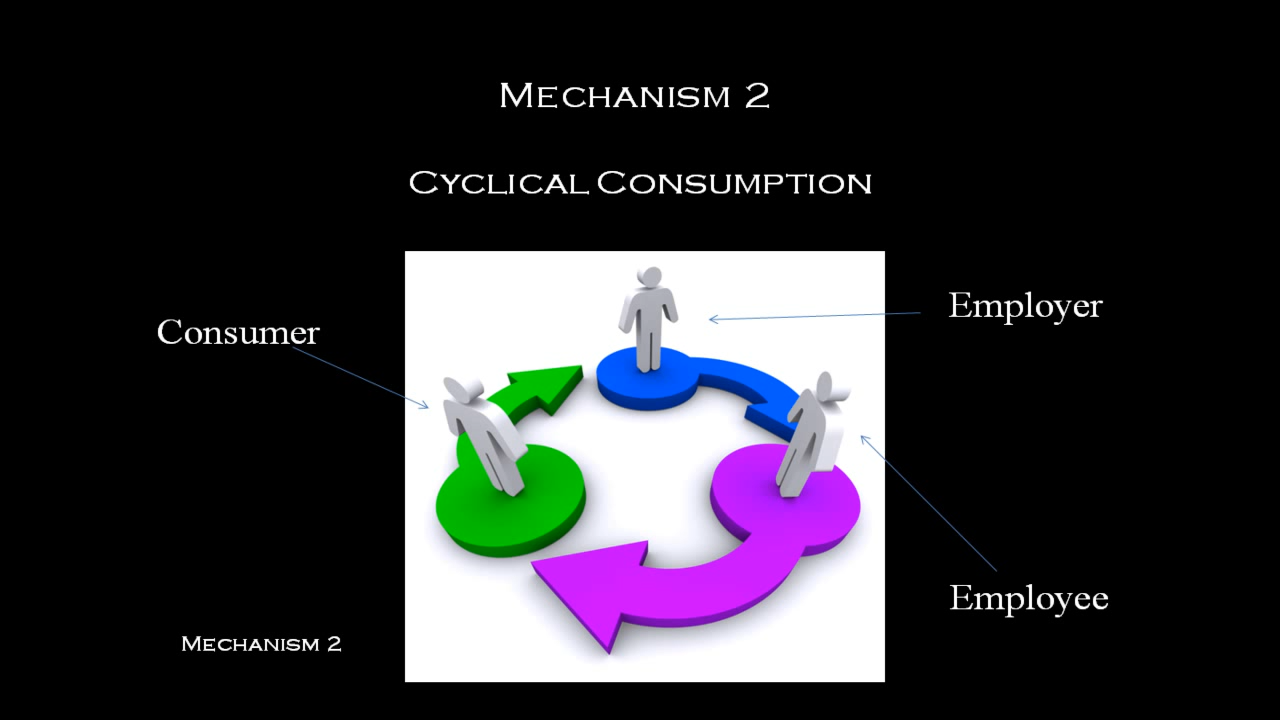 Mechanism 2
Cyclical Consumption
Consumer
Employer
Employee
Mechanism 2